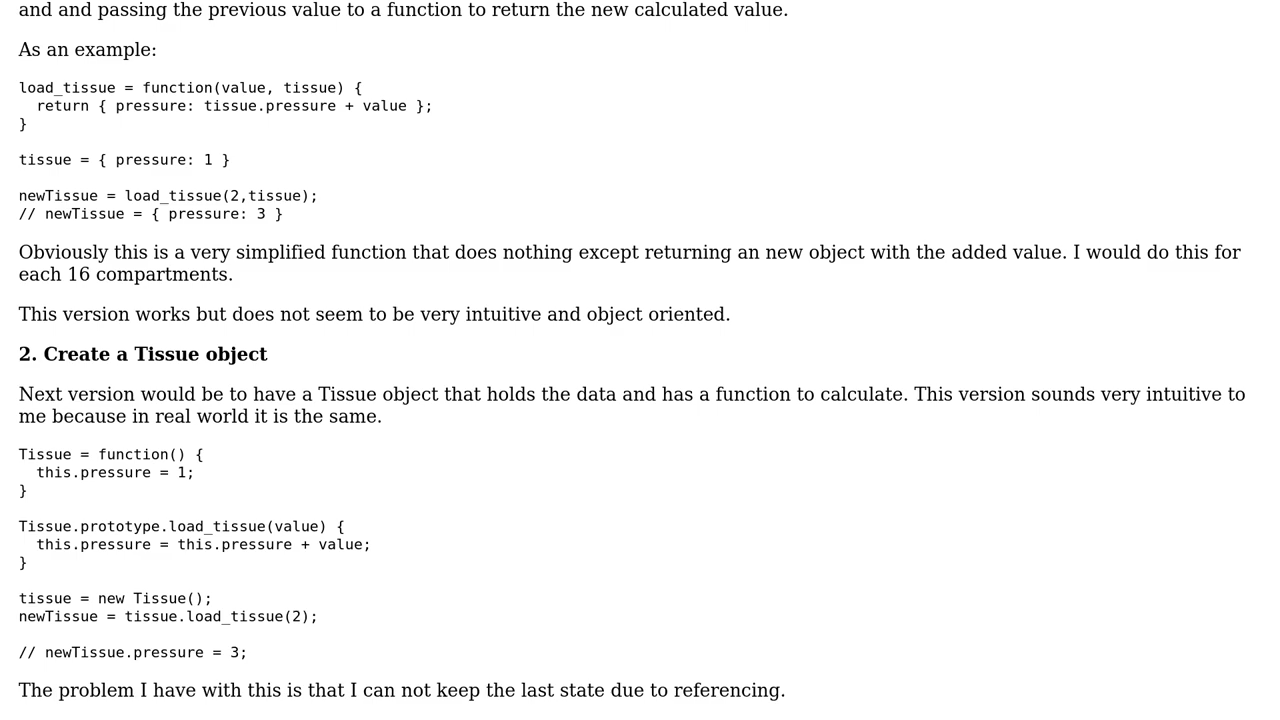 and and passing the previous value to a function to return the new calculated value.
As an example:
load_tissue = function(value, tissue) {
  return { pressure: tissue.pressure + value };
}
tissue = { pressure: 1 }
newTissue = load_tissue(2,tissue);
// newTissue = { pressure: 3 }
Obviously this is a very simplified function that does nothing except returning an new object with the added value. I would do this for
each 16 compartments.
This version works but does not seem to be very intuitive and object oriented.
2. Create a Tissue object
Next version would be to have a Tissue object that holds the data and has a function to calculate. This version sounds very intuitive to
me because in real world it is the same.
Tissue = function() {
  this.pressure = 1;
}
Tissue.prototype.load_tissue(value) {
  this.pressure = this.pressure + value;
}
tissue = new Tissue();
newTissue = tissue.load_tissue(2);
// newTissue.pressure = 3;
The problem I have with this is that I can not keep the last state due to referencing.